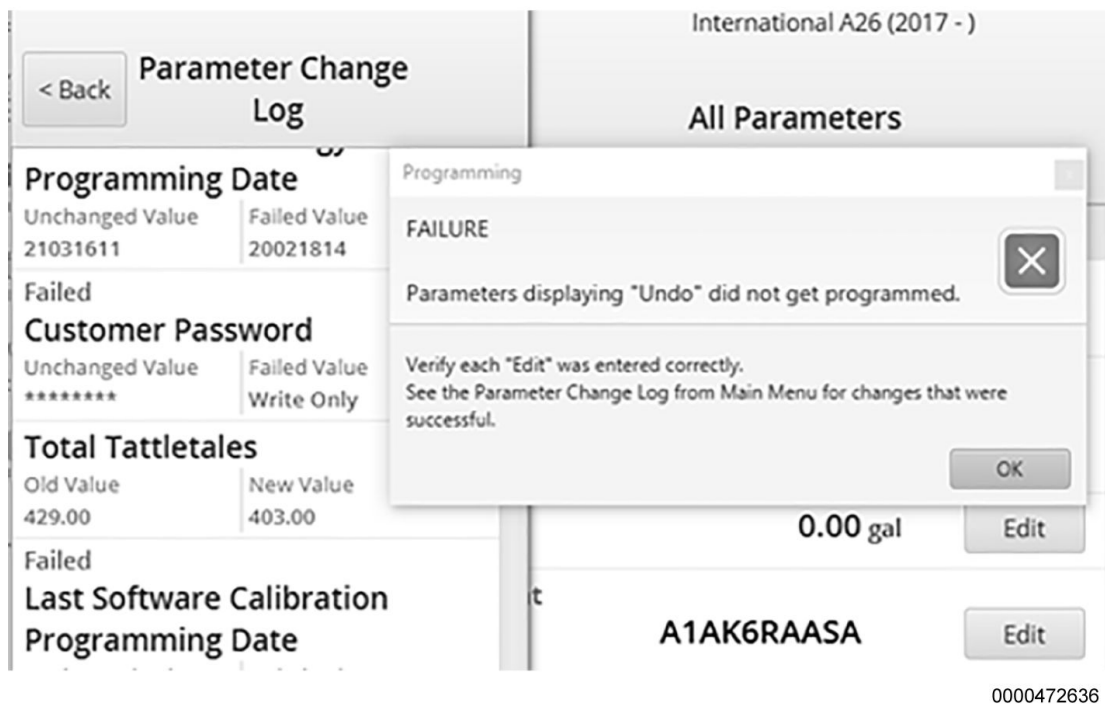 International A26 (2017 - )
< Back
Parameter Change
Log
All Parameters
Programming Date
Unchanged Value Failed Value
21031611 20021814
Failed
Customer Password
Unchanged Value Failed Value
******** Write Only
Total Tattletales
Old Value New Value
429.00 403.00
Failed
Last Software Calibration
Programming Date
Programming
FAILURE
Parameters displaying "Undo" did not get programmed.
Verify each "Edit" was entered correctly.
See the Parameter Change Log from Main Menu for changes that were
successful.
OK
0.00 gal Edit
t
A1AK6RAASA Edit
0000472636